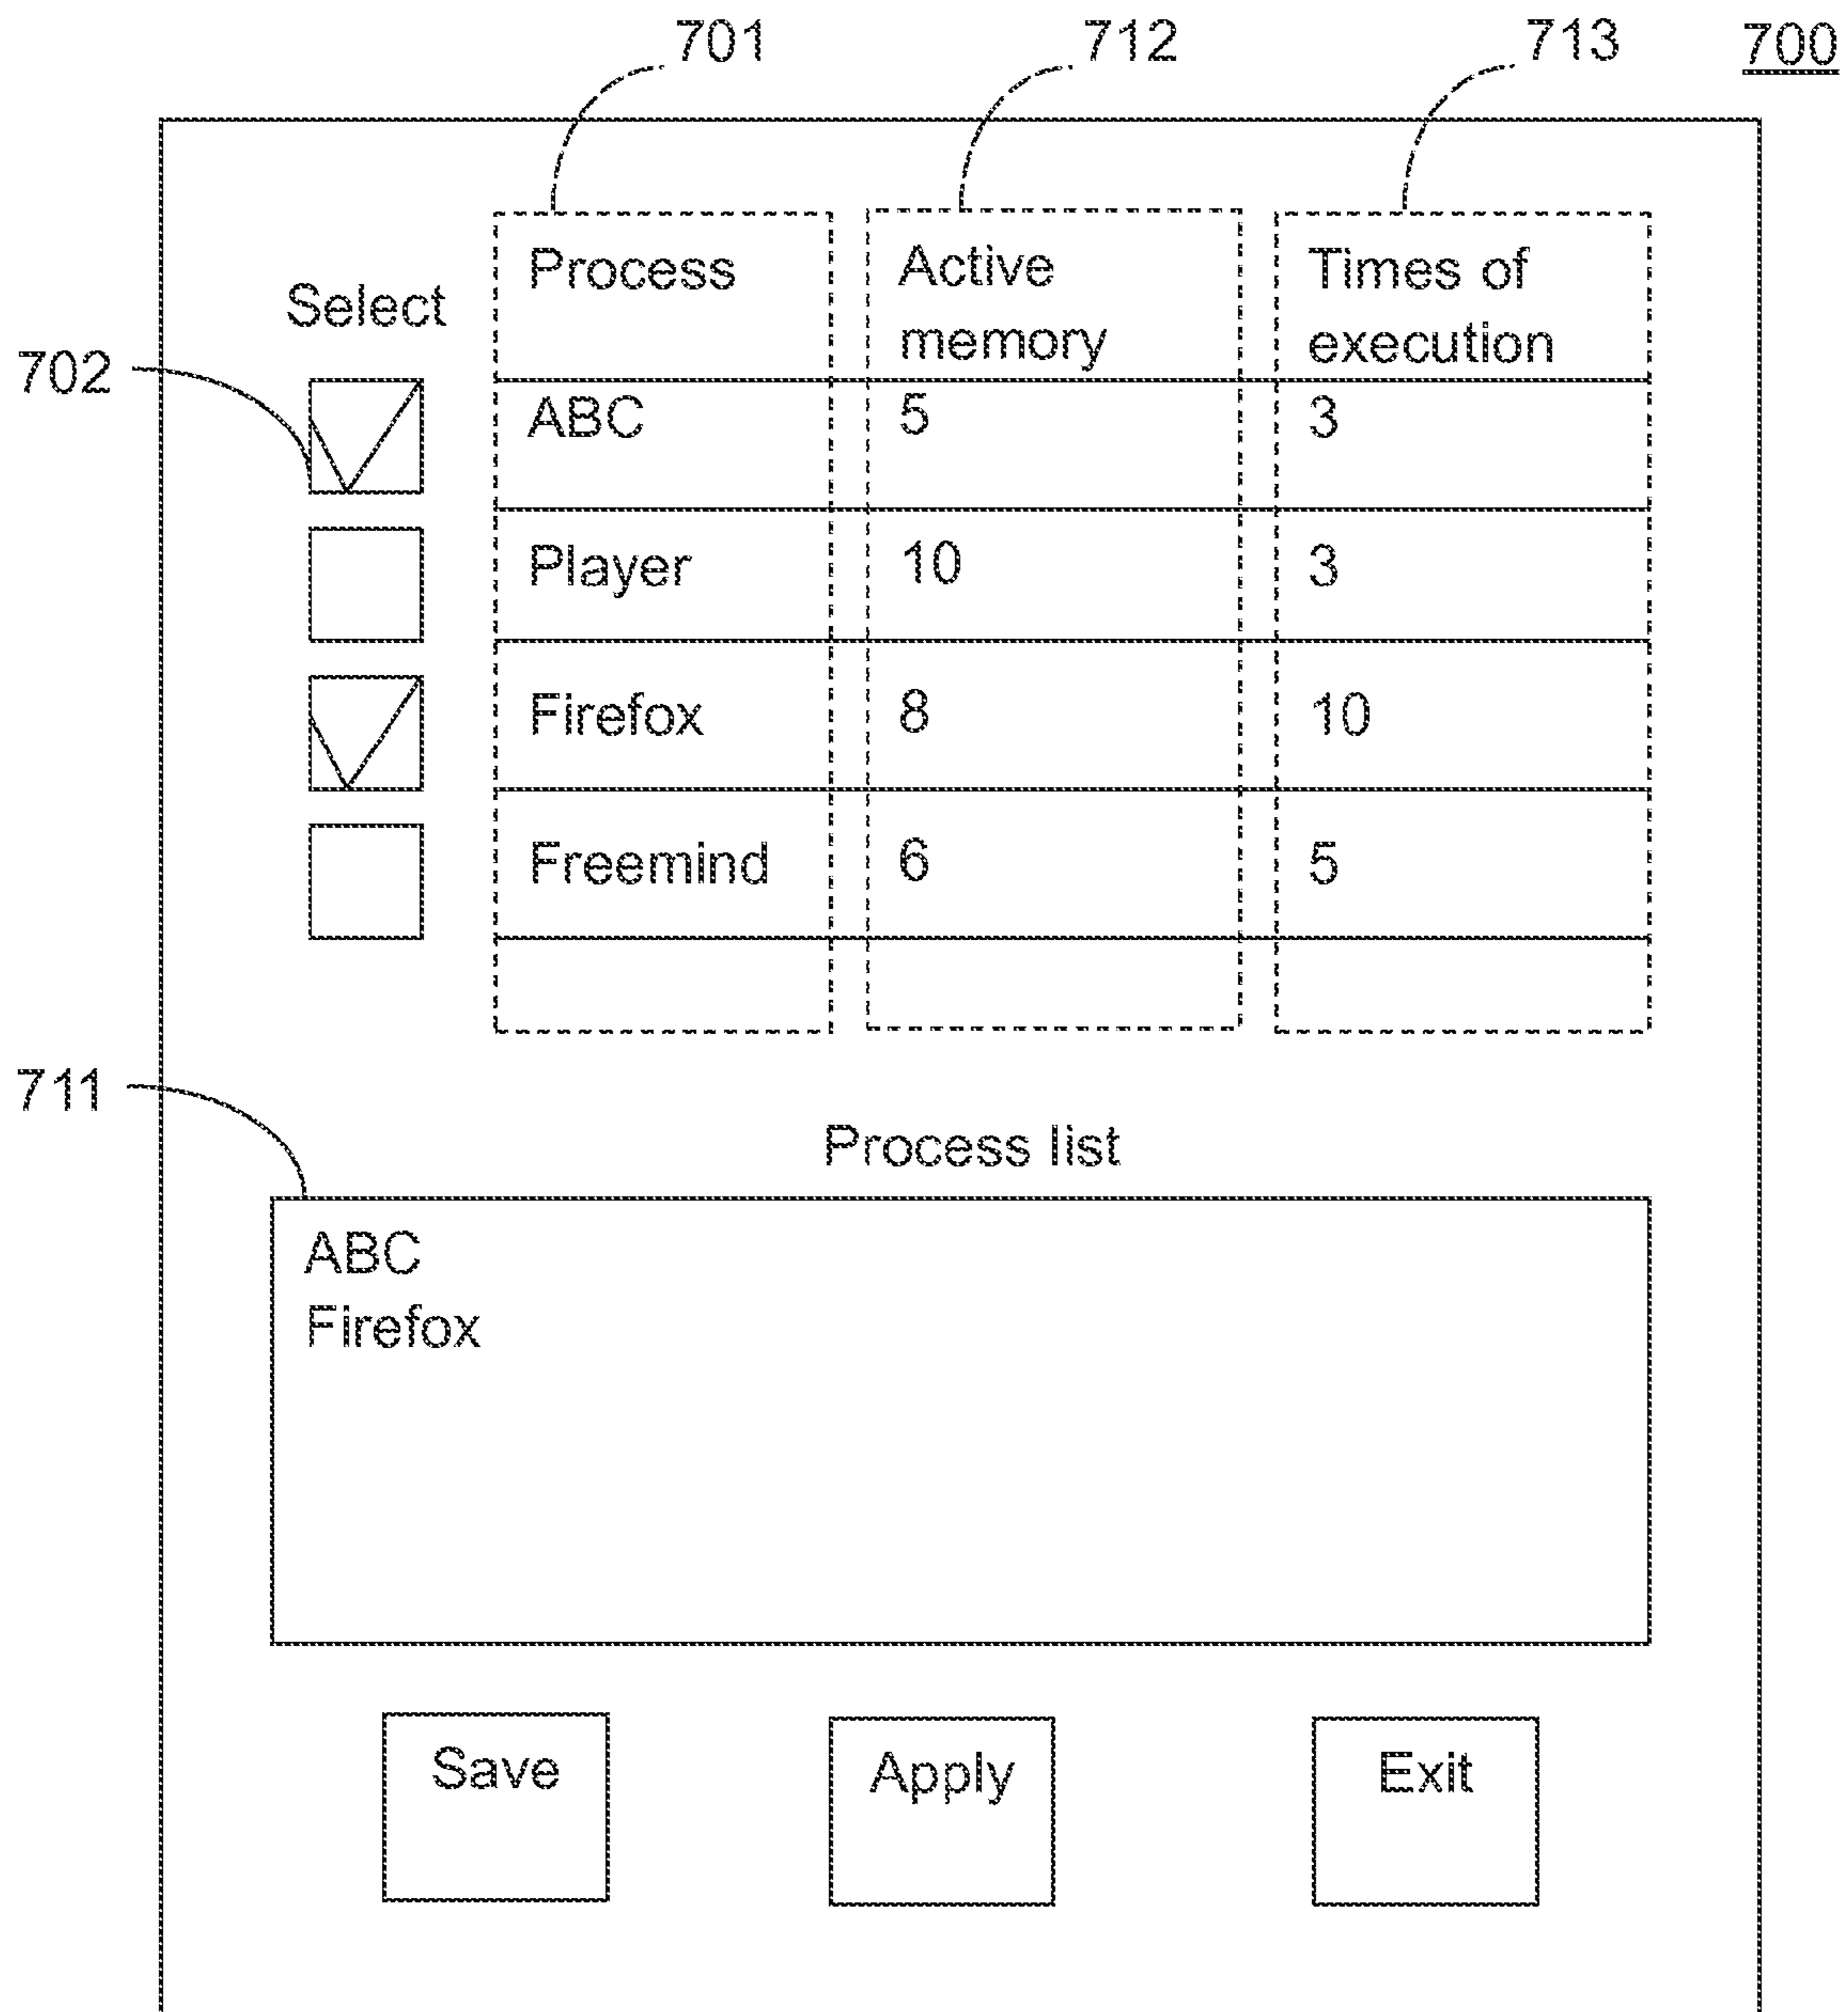 701 712 713 700
Process Active Times of
Select memory execution
702
ABC 5 3
Player 10 3
Firefox 8 10
Freemind 6 5
711
Process list
ABC
Firefox
Save Apply Exit